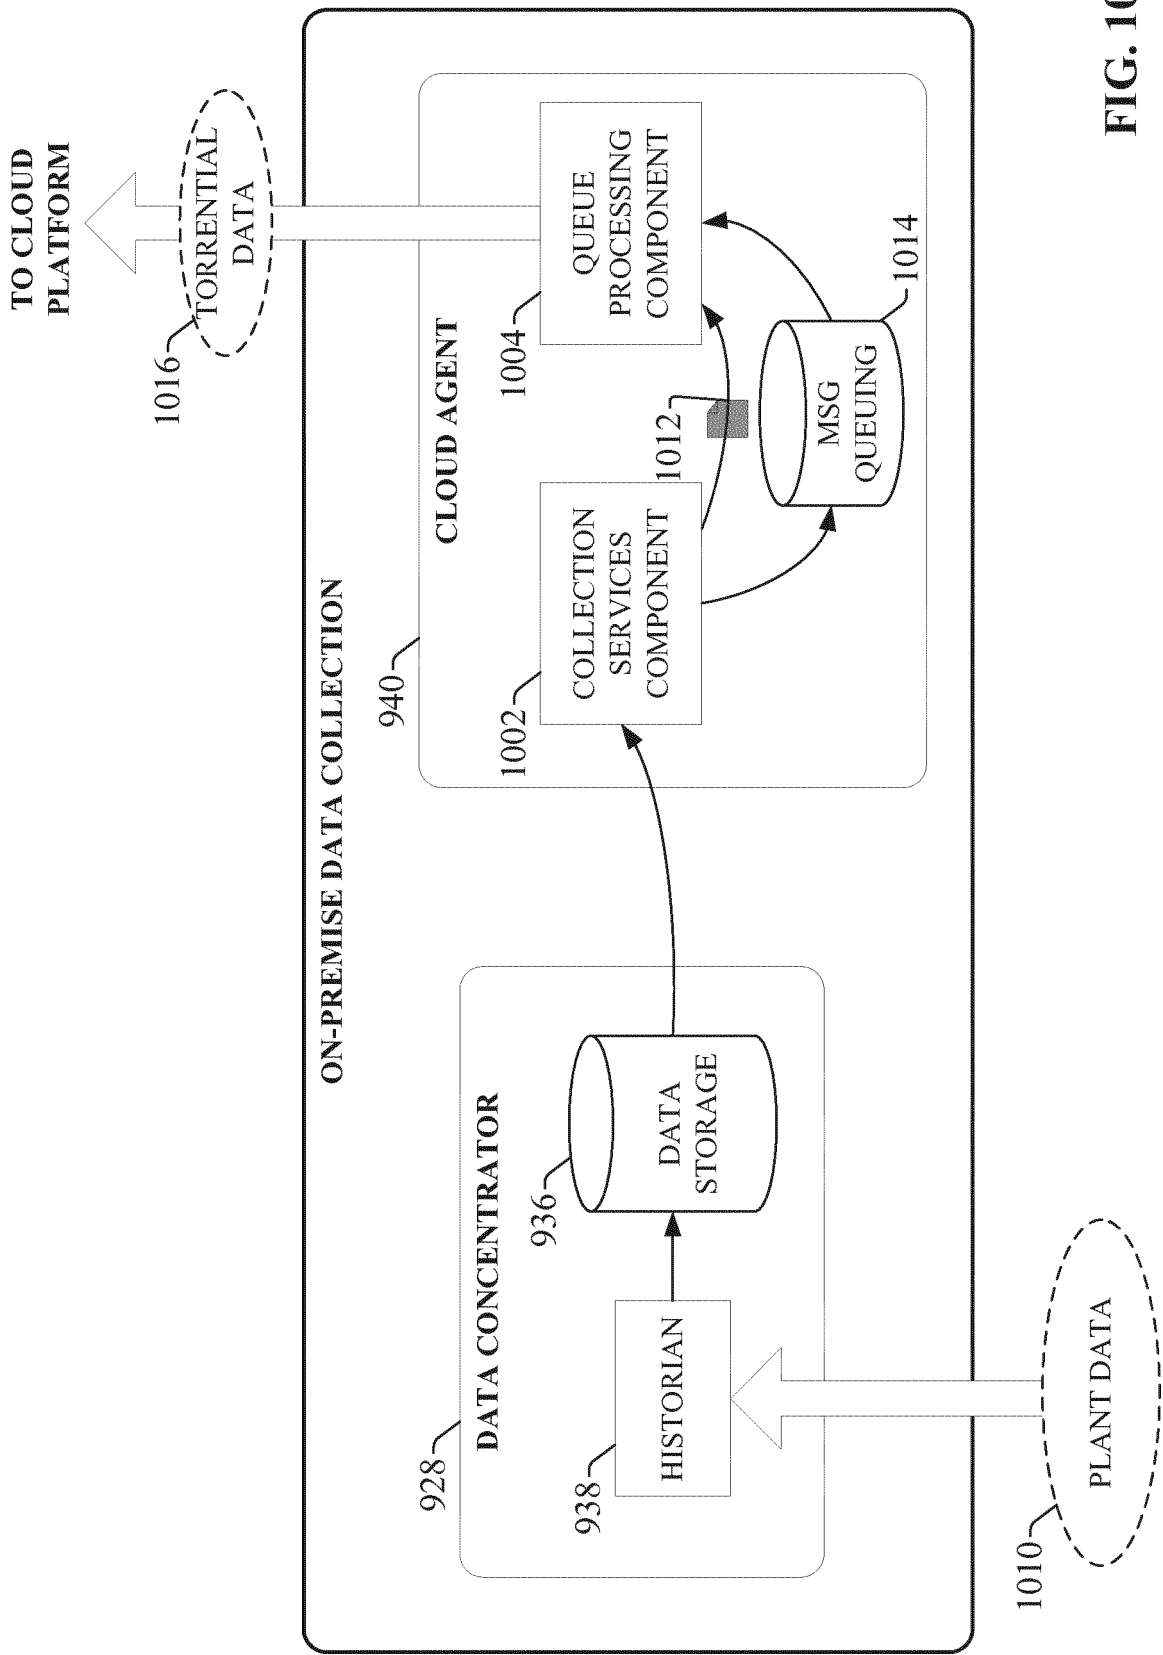 TO CLOUD
PLATFORM
1016
TORRENTIAL
DATA
ON-PREMISE DATA COLLECTION
940
CLOUD AGENT
1002
COLLECTION
SERVICES
COMPONENT
1004
QUEUE
PROCESSING
COMPONENT
1012
MSG
QUEUING
1014
928
DATA CONCENTRATOR
938
HISTORIAN
936
DATA
STORAGE
1010
PLANT DATA
FIG. 10